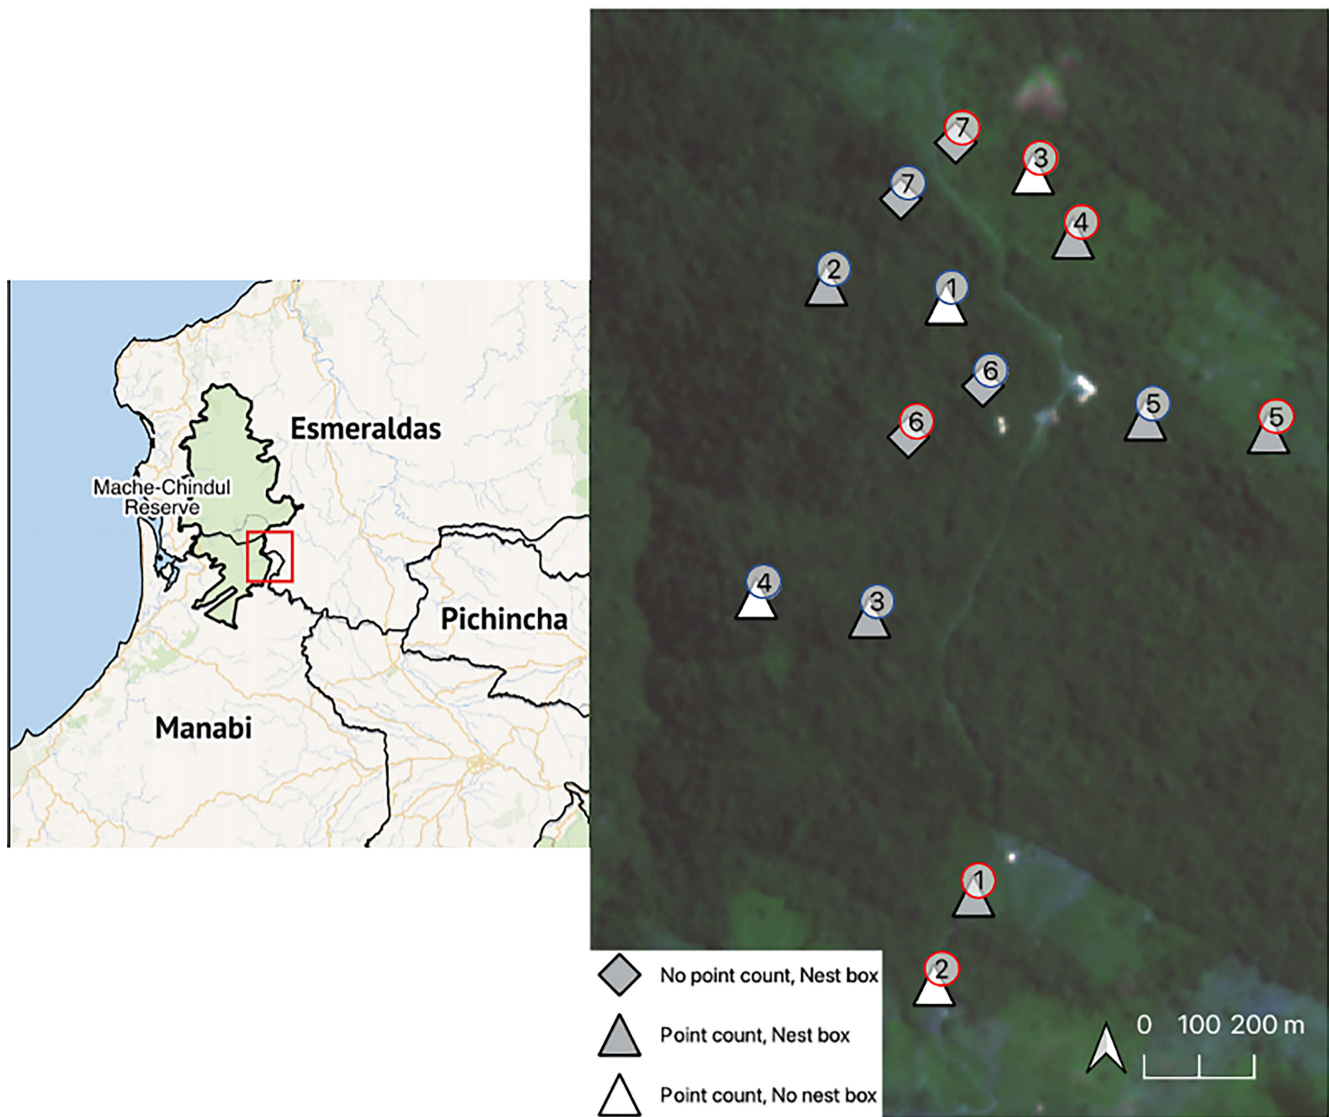 7
3
7
4
2
1
6
5
5
6
Esmeraldas
Mache-Chindul
Reserve
4
3
Pichincha
Manabi
1
2
No point count, Nest box
Point count, Nest box
Point count, No nest box
0 100 200 m